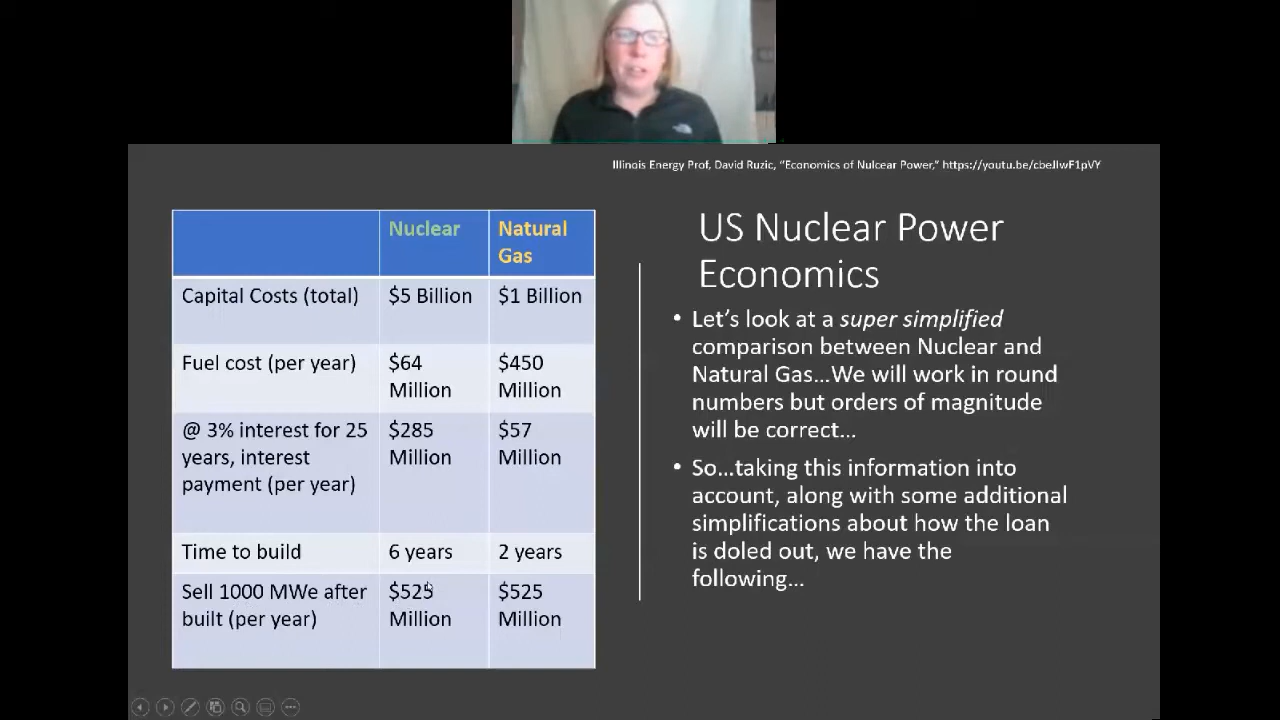 Illinois Energy Prof, David Ruzic, “Economics of Nulcear Power,” https://youtu.be/cbeJIwF1pVY
Nuclear
Natural
Gas
Capital Costs (total)
$5 Billion
$1 Billion
Fuel cost (per year)
$64
Million
$450
Million
@ 3% interest for 25
years, interest
payment (per year)
$285
Million
$57
Million
Time to build
6 years
2 years
Sell 1000 MWe after
built (per year)
$525
Million
$525
Million
US Nuclear Power
Economics
• Let’s look at a super simplified
comparison between Nuclear and
Natural Gas...We will work in round
numbers but orders of magnitude
will be correct...
• So...taking this information into
account, along with some additional
simplifications about how the loan
is doled out, we have the
following...